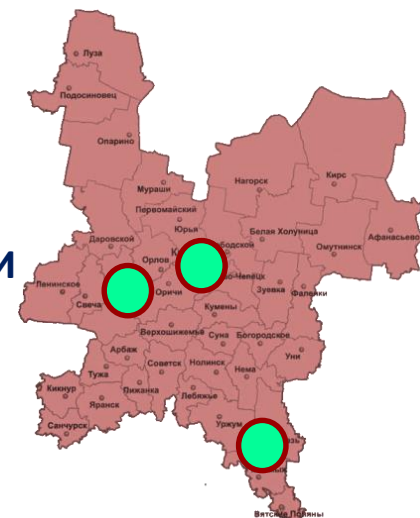 Луза
Подосиновец
Опарино
Мураши
Нагорск
Кирс
Первомайский
Юрья
Афанасьево
Белая Холуница
Даровской
Омутнинск
Орлов
Ленинское
Оричи
Зуевка
Фаленки
Свеча
Кумены
Верхошижемье
Суна
Богородское
Арбаж
Уни
Советск
Нолинск
Нема
Тужа
Пижанка
Кикнур
Лебяжье
Яранск
Уржум
Санчурск
Вятские Поляны